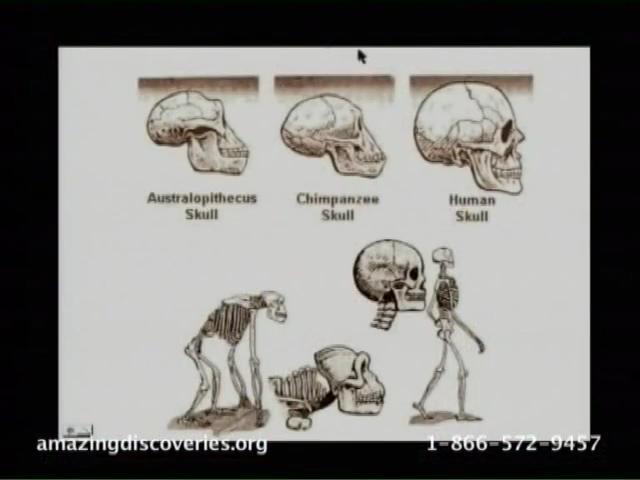 Australopithecus
Skull
Chimpanzee
Skull
Human
Skull
amazingdiscoveries.org
1-866-572-9457